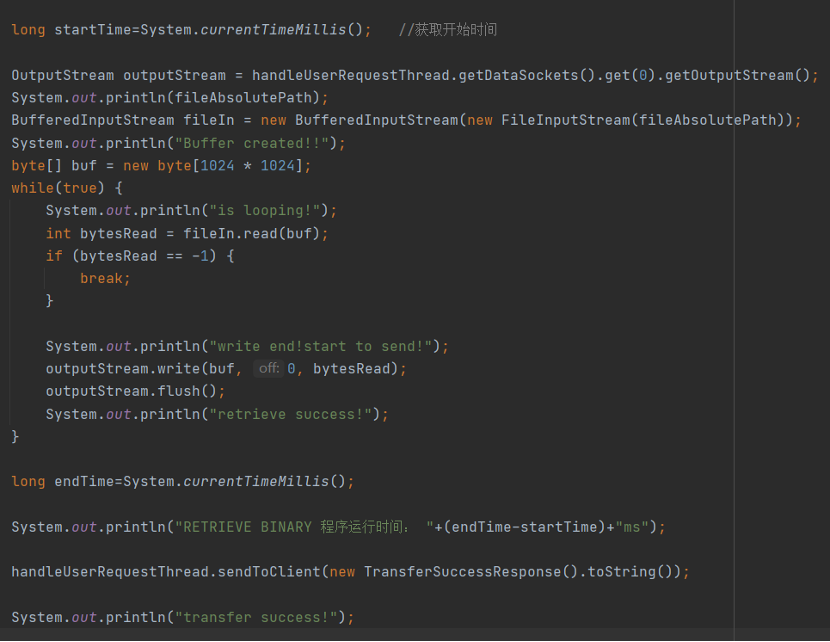 long startTime=System.currentTimeMillis();   //获取开始时间
OutputStream outputStream = handleUserRequestThread.getDataSockets().get(0).getOutputStream();
System.out.println(fileAbsolutePath);
BufferedInputStream fileIn = new BufferedInputStream(new FileInputStream(fileAbsolutePath));
System.out.println("Buffer created!!");
byte[] buf = new byte[1024 * 1024];
while(true) {
    System.out.println("is looping!");
    int bytesRead = fileIn.read(buf);
    if (bytesRead == -1) {
        break;
    }
    System.out.println("write end!start to send!");
    outputStream.write(buf, off: 0, bytesRead);
    outputStream.flush();
    System.out.println("retrieve success!");
}
long endTime=System.currentTimeMillis();
System.out.println("RETRIEVE BINARY 程序运行时间： "+(endTime-startTime)+"ms");
handleUserRequestThread.sendToClient(new TransferSuccessResponse().toString());
System.out.println("transfer success!");